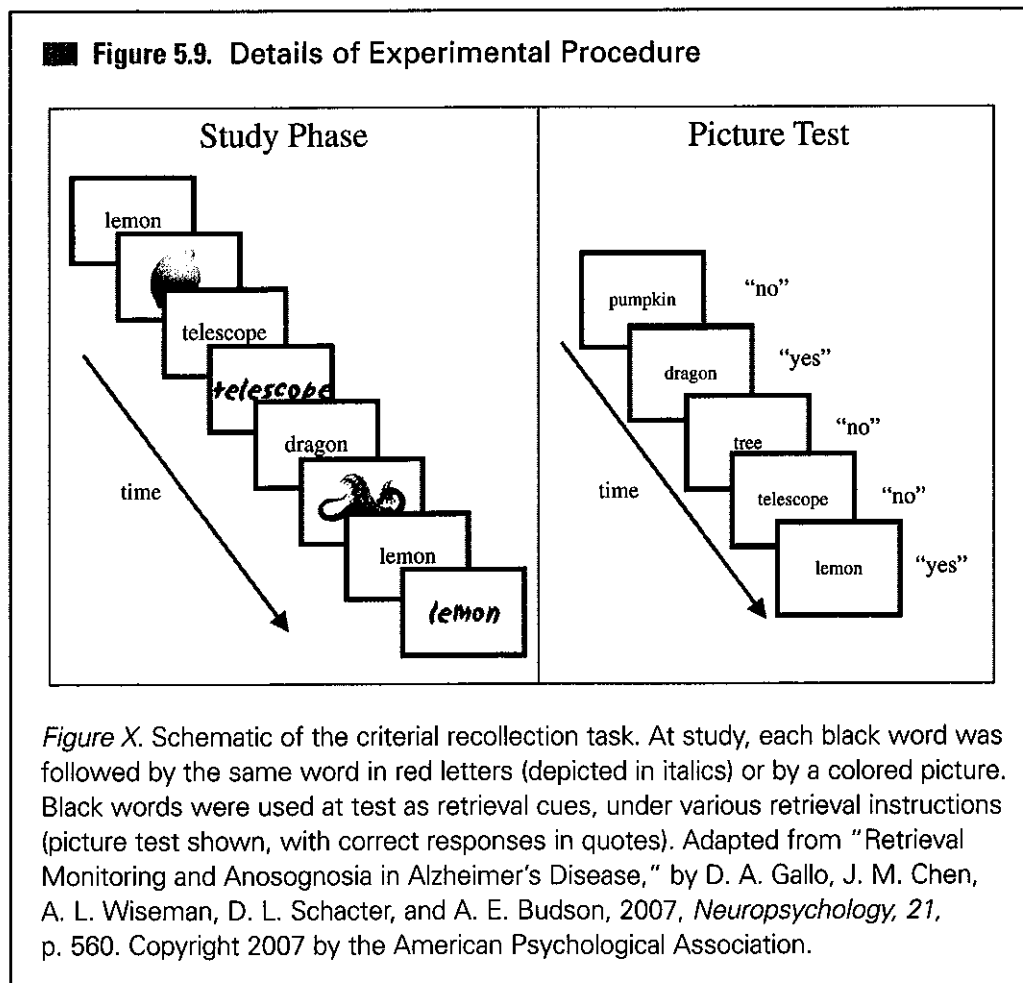 Figure 5.9. Details of Experimental Procedure
Study Phase
lemon
telescope
telescope
dragon
lemon
lemon
time
Picture Test
pumpkin
"no"
dragon
"yes"
tree
"no"
telescope
"no"
lemon
"yes"
time
Figure X. Schematic of the criterial recollection task. At study, each black word was
followed by the same word in red letters (depicted in italics) or by a colored picture.
Black words were used at test as retrieval cues, under various retrieval instructions
(picture test shown, with correct responses in quotes). Adapted from "Retrieval
Monitoring and Anosognosia in Alzheimer's Disease," by D. A. Gallo, J. M. Chen,
A. L. Wiseman, D. L. Schacter, and A. E. Budson, 2007, Neuropsychology, 21,
p. 560. Copyright 2007 by the American Psychological Association.